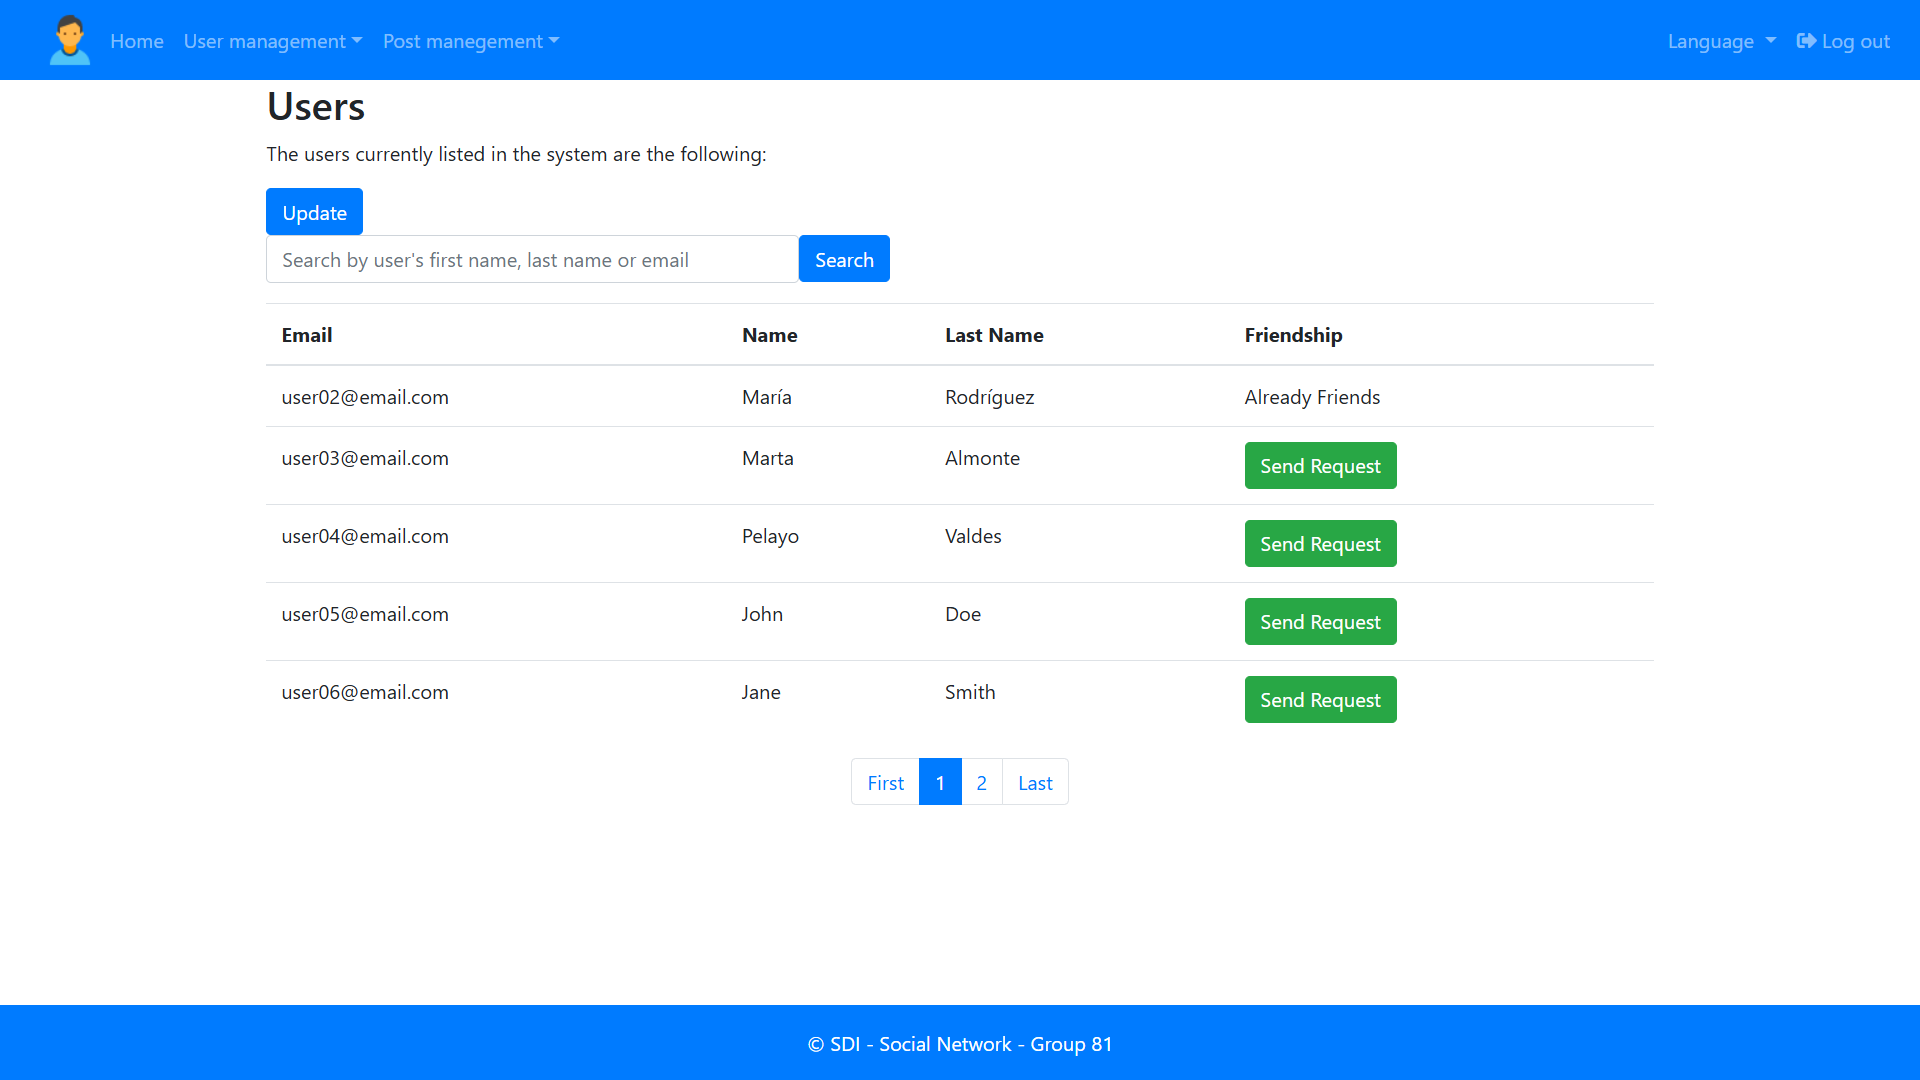 Home User management Post manegement Language Log out
Users
The users currently listed in the system are the following:
Update
Search by user's first name, last name or email Search
Email Name Last Name Friendship
user02@email.com María Rodríguez Already Friends
user03@email.com Marta Almonte Send Request
user04@email.com Pelayo Valdes Send Request
user05@email.com John Doe Send Request
user06@email.com Jane Smith Send Request
First 1 2 Last
© SDI - Social Network - Group 81